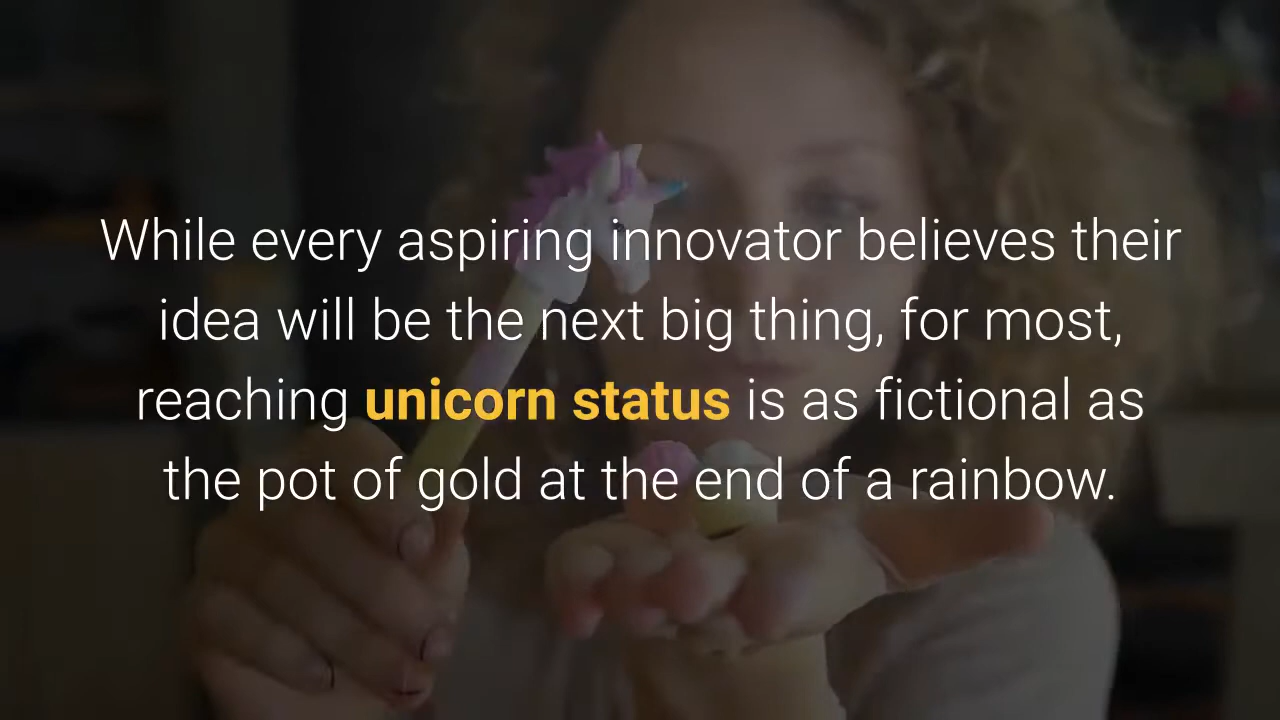 While every aspiring innovator believes their
idea will be the next big thing, for most,
reaching unicorn status is as fictional as
the pot of gold at the end of a rainbow.